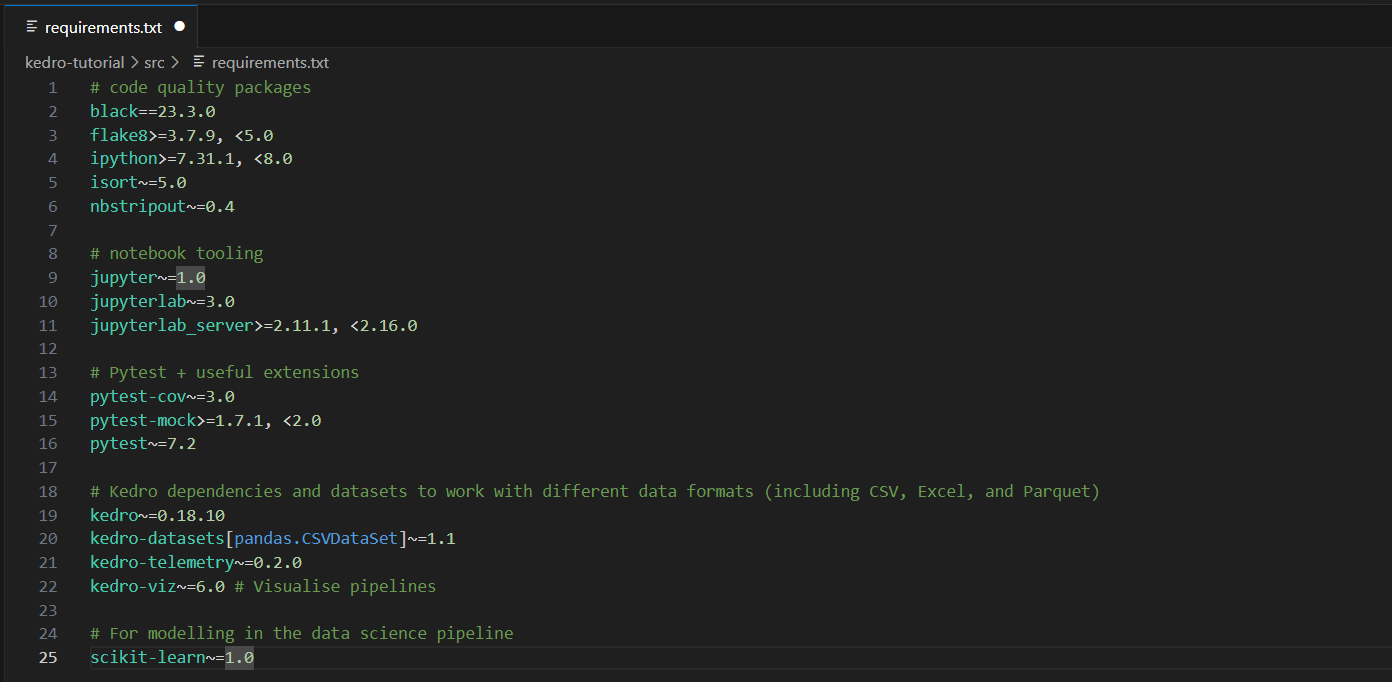 requirements.txt
kedro-tutorial > src > requirements.txt
1 # code quality packages
2 black==23.3.0
3 flake8>=3.7.9, <5.0
4 ipython>=7.31.1, <8.0
5 isort~=5.0
6 nbstripout~=0.4
7
8 # notebook tooling
9 jupyter~=1.0
10 jupyterlab~=3.0
11 jupyterlab_server>=2.11.1, <2.16.0
12
13 # Pytest + useful extensions
14 pytest-cov~=3.0
15 pytest-mock>=1.7.1, <2.0
16 pytest~=7.2
17
18 # Kedro dependencies and datasets to work with different data formats (including CSV, Excel, and Parquet)
19 kedro~=0.18.10
20 kedro-datasets[pandas.CSVDataSet]~=1.1
21 kedro-telemetry~=0.2.0
22 kedro-viz~=6.0 # Visualise pipelines
23
24 # For modelling in the data science pipeline
25 scikit-learn~=1.0